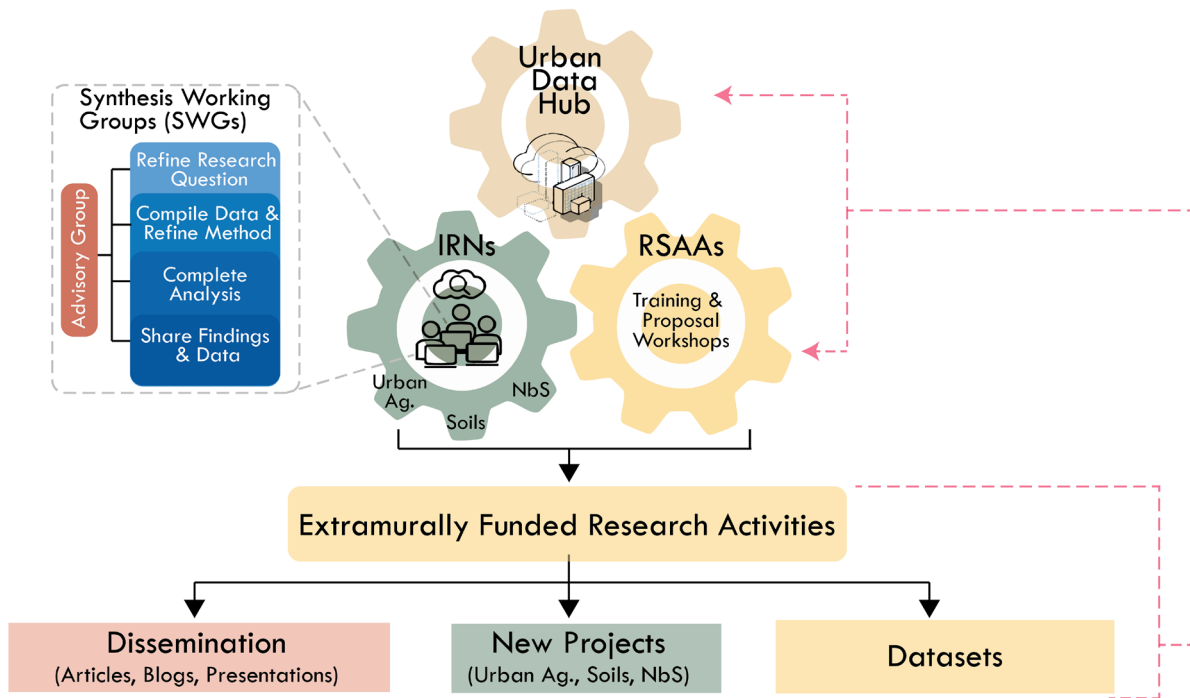 Urban
Data
Hub
Synthesis Working
Groups (SWGs)
Advisory Group
Refine Research
Question
Compile Data &
Refine Method
Complete
Analysis
Share Findings
& Data
IRNs
Urban
Ag.
Soils
NbS
RSAAs
Training &
Proposal
Workshops
Extramurally Funded Research Activities
Dissemination
(Articles, Blogs, Presentations)
New Projects
(Urban Ag., Soils, NbS)
Datasets